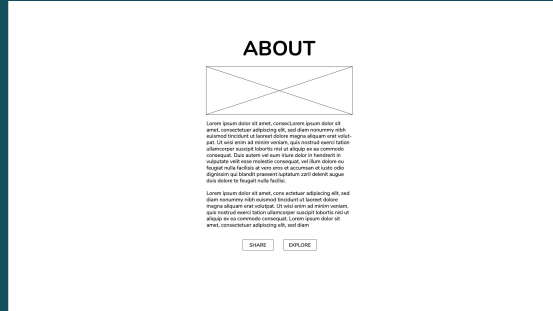 ABOUT
Lorem ipsum dolor sit amet, consecLorem ipsum dolor sit
amet, consectetuer adipiscing elit, sed diam nonummy nibh
euismod tincidunt ut laoreet dolore magna aliquam erat volut-
pat. Ut wisi enim ad minim veniam, quis nostrud exerci tation
ullamcorper suscipit lobortis nisl ut aliquip ex ea commodo
consequat. Duis autem vel eum iriure dolor in hendrerit in
vulputate velit esse molestie consequat, vel illum dolore eu
feugiat nulla facilisis at vero eros et accumsan et iusto odio
dignissim qui blandit praesent luptatum zzril delenit augue
duis dolore te feugait nulla facilisi.
Lorem ipsum dolor sit amet, cons ectetuer adipiscing elit, sed
diam nonummy nibh euismod tincidunt ut laoreet dolore
magna aliquam erat volutpat. Ut wisi enim ad minim veniam,
quis nostrud exerci tation ullamcorper suscipit lobortis nisl ut
aliquip ex ea commodo consequat. Lorem ipsum dolor sit
amet, consectetuer adipiscing elit, sed diam
SHARE
EXPLORE